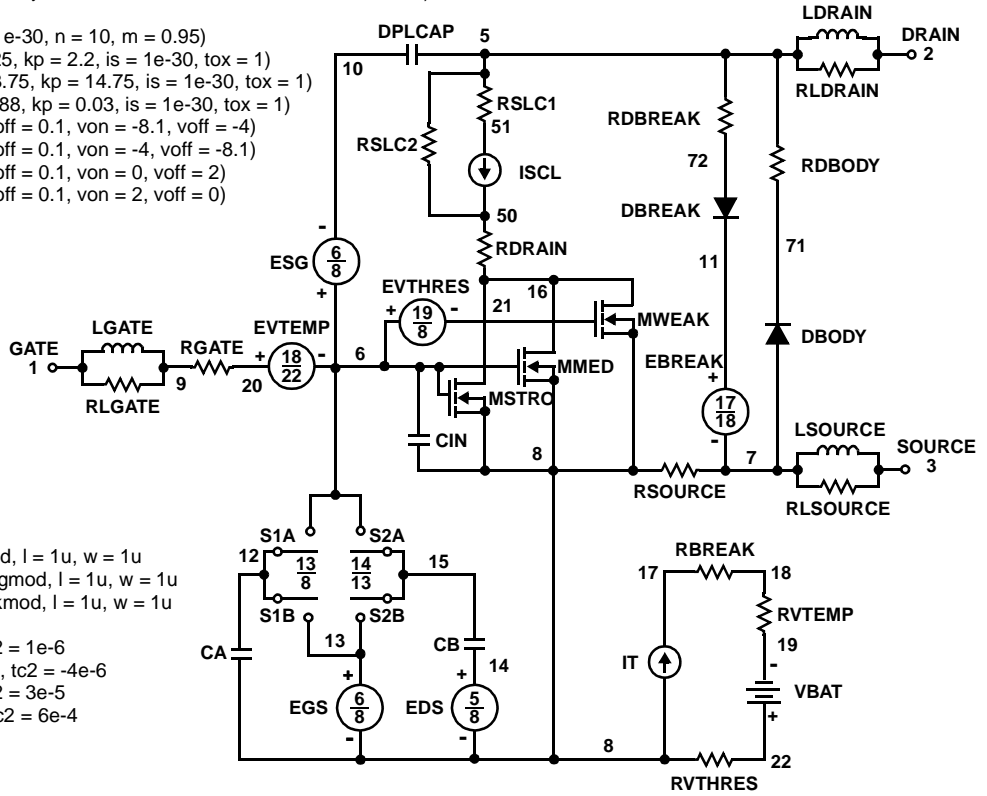 e-30, n = 10, m = 0.95)
25, kp = 2.2, is = 1e-30, tox = 1)
3.75, kp = 14.75, is = 1e-30, tox = 1)
88, kp = 0.03, is = 1e-30, tox = 1)
off = 0.1, von = -8.1, voff = -4)
off = 0.1, von = -4, voff = -8.1)
off = 0.1, von = 0, voff = 2)
off = 0.1, von = 2, voff = 0)
LDRAIN
DPLCAP 5 DRAIN
10 2
RLDRAIN
RSLC1
51
RSLC2
ISCL
RDBREAK
72
RDBODY
50
DBREAK
RDRAIN
11 71
- ESG 6/8 +
EVTHRES
+ 19/8 -
21 16
MWEAK
LGATE
EVTEMP
GATE RGATE + 18/22 - 6
1 9 20
RLGATE
MMED
EBREAK
DBODY
MSTRO
+ 17/18 -
CIN
8 7
LSOURCE
SOURCE
3
RSOURCE
RLSOURCE
S1A S2A
12 13/8 14/13 15
S1B S2B
13
CA CB
14
+ EGS 6/8 -
+ EDS 5/8 -
8
RBREAK
17 18
RVTEMP
19
IT
-
VBAT
+
22
RVTHRES
d, l = 1u, w = 1u
gmod, l = 1u, w = 1u
kmod, l = 1u, w = 1u
2 = 1e-6
, tc2 = -4e-6
2 = 3e-5
c2 = 6e-4